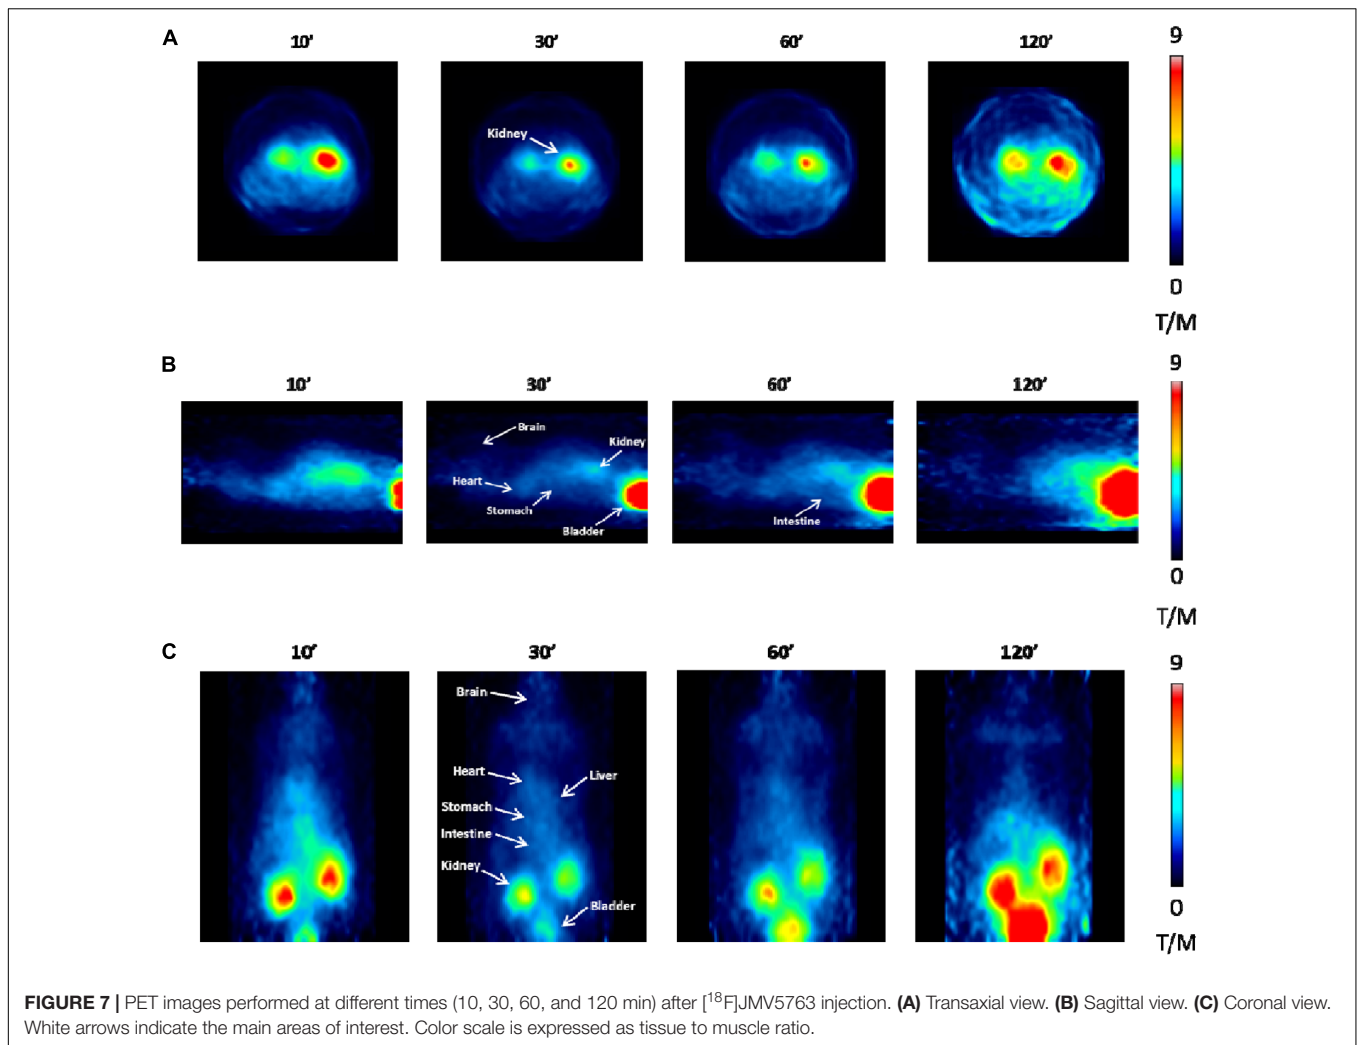 A
10' 30' 60' 120'
9
Kidney
0
T/M
B
10' 30' 60' 120'
9
Brain
Kidney
Heart
Stomach
Bladder
Intestine
0
T/M
C
10' 30' 60' 120'
9
Brain
Heart
Liver
Stomach
Intestine
Kidney
Bladder
0
T/M
FIGURE 7 | PET images performed at different times (10, 30, 60, and 120 min) after [¹⁸F]JMV5763 injection. (A) Transaxial view. (B) Sagittal view. (C) Coronal view.
White arrows indicate the main areas of interest. Color scale is expressed as tissue to muscle ratio.